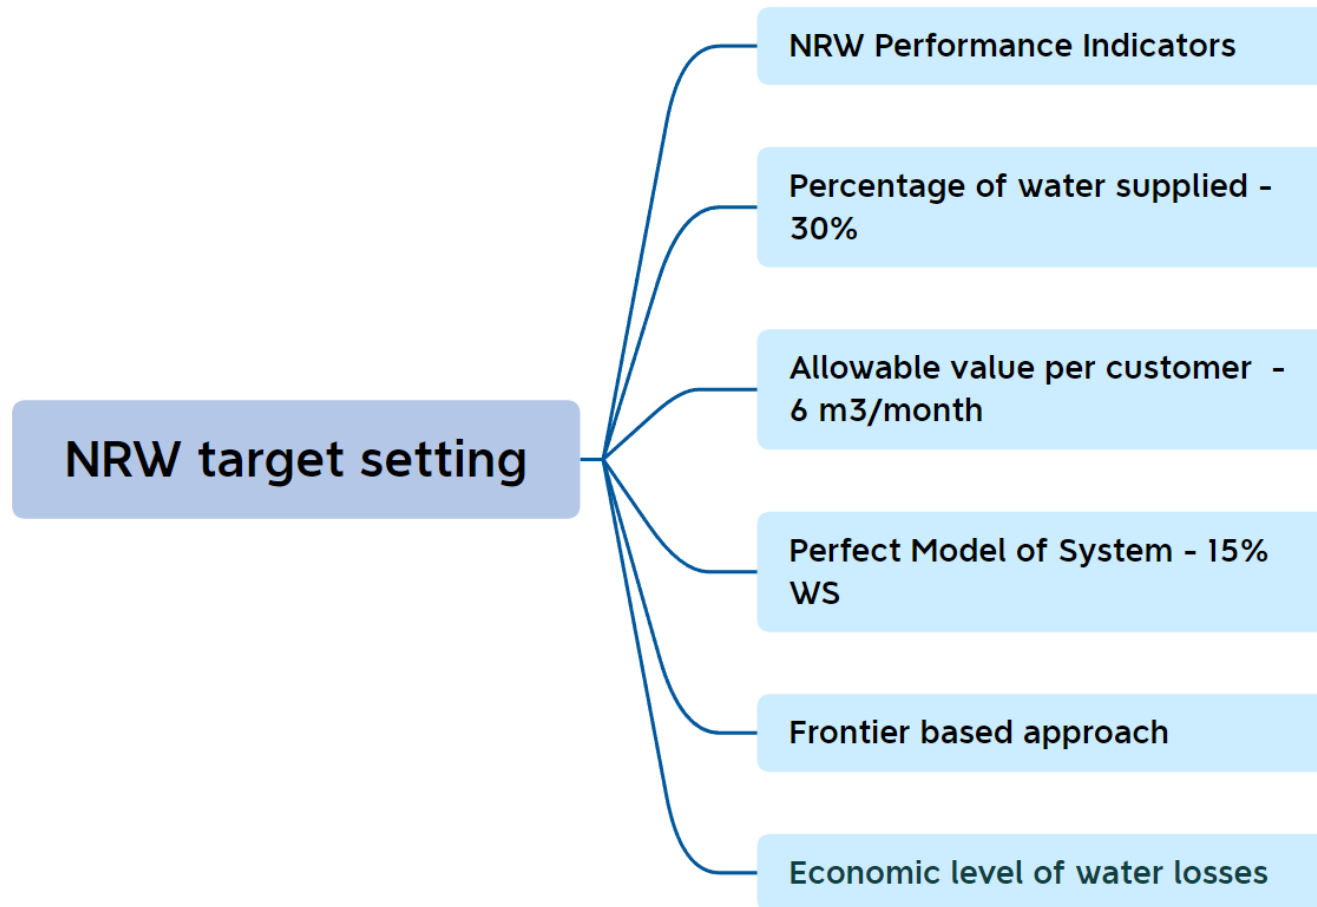 NRW Performance Indicators
Percentage of water supplied -
30%
Allowable value per customer  -
6 m3/month
NRW target setting
Perfect Model of System - 15%
WS
Frontier based approach
Economic level of water losses